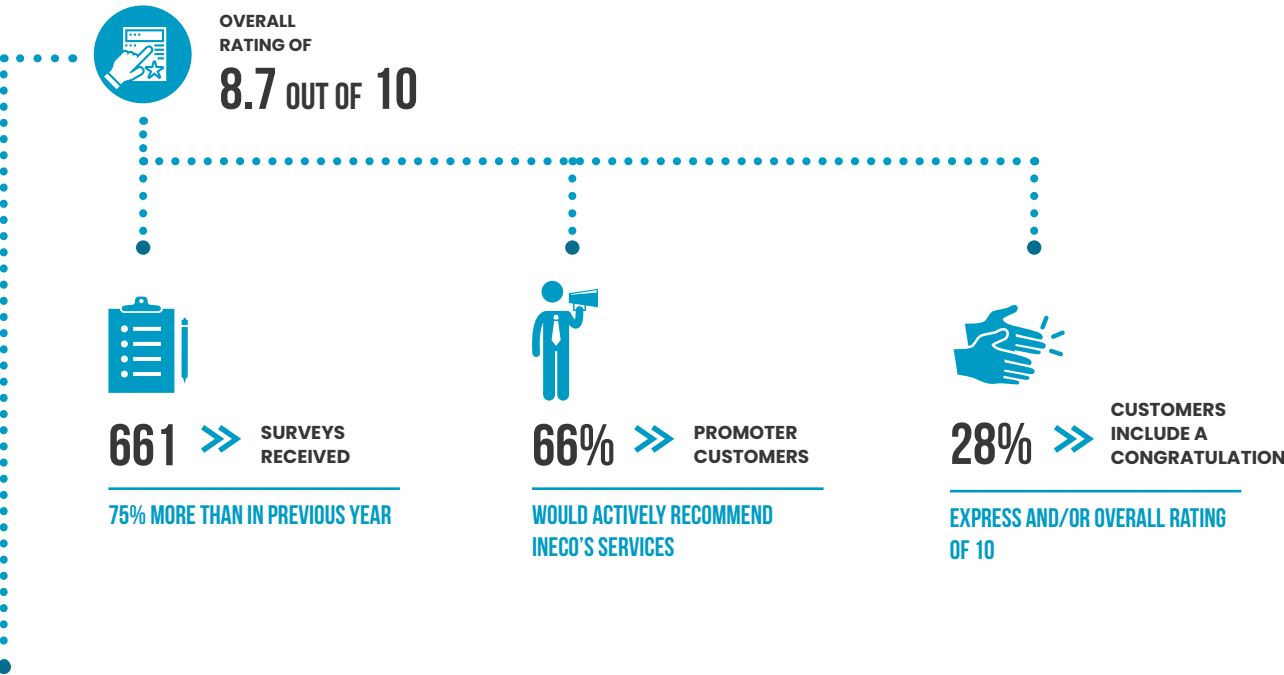 OVERALL
RATING OF
8.7 OUT OF 10
661
SURVEYS
RECEIVED
75% MORE THAN IN PREVIOUS YEAR
66%
PROMOTER
CUSTOMERS
WOULD ACTIVELY RECOMMEND
INECO'S SERVICES
28%
CUSTOMERS
INCLUDE A
CONGRATULATION
EXPRESS AND/OR OVERALL RATING
OF 10